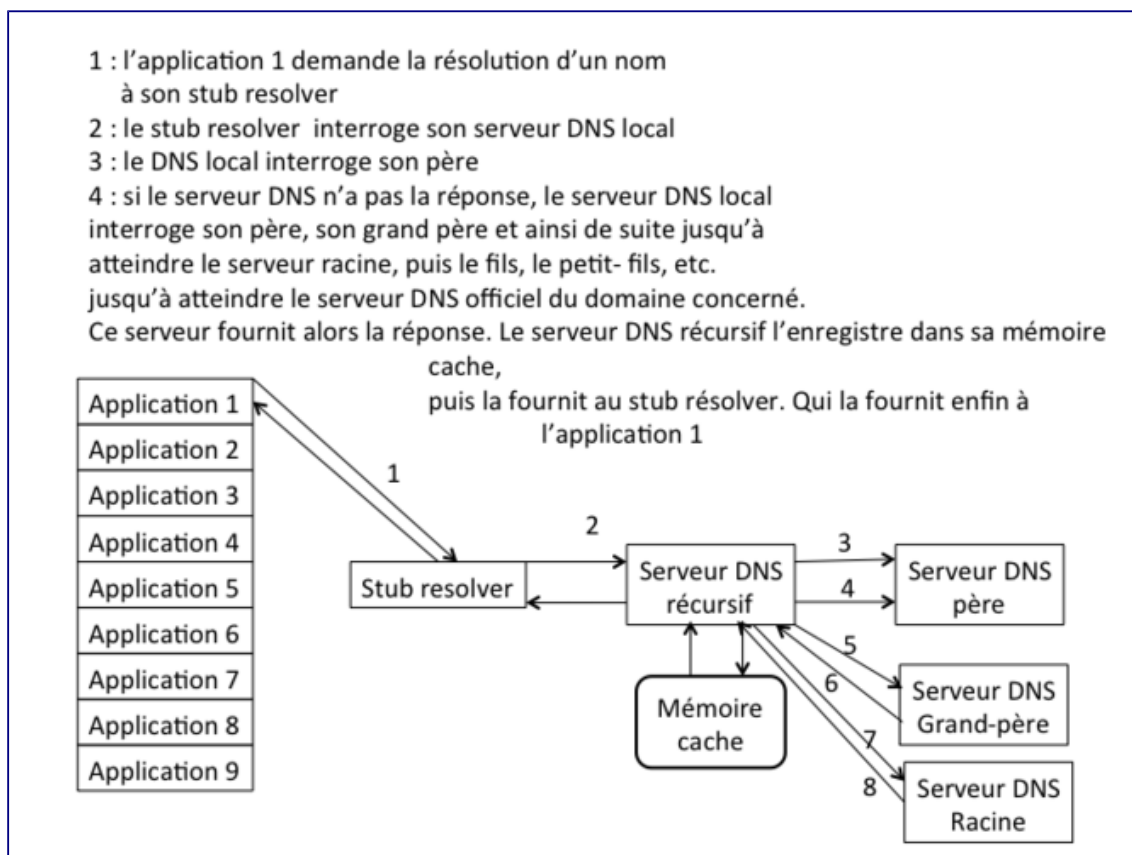 1 : l’application 1 demande la résolution d’un nom
à son stub resolver
2 : le stub resolver interroge son serveur DNS local
3 : le DNS local interroge son père
4 : si le serveur DNS n’a pas la réponse, le serveur DNS local
interroge son père, son grand père et ainsi de suite jusqu’à
atteindre le serveur racine, puis le fils, le petit- fils, etc.
jusqu’à atteindre le serveur DNS officiel du domaine concerné.
Ce serveur fournit alors la réponse. Le serveur DNS récursif l’enregistre dans sa mémoire
cache,
puis la fournit au stub résolver. Qui la fournit enfin à
l’application 1
Application 1
Application 2
Application 3
Application 4
Application 5
Application 6
Application 7
Application 8
Application 9
1
Stub resolver
2
Serveur DNS
récursif
Mémoire
cache
3
4
Serveur DNS
père
5
6
Serveur DNS
Grand-père
7
8
Serveur DNS
Racine